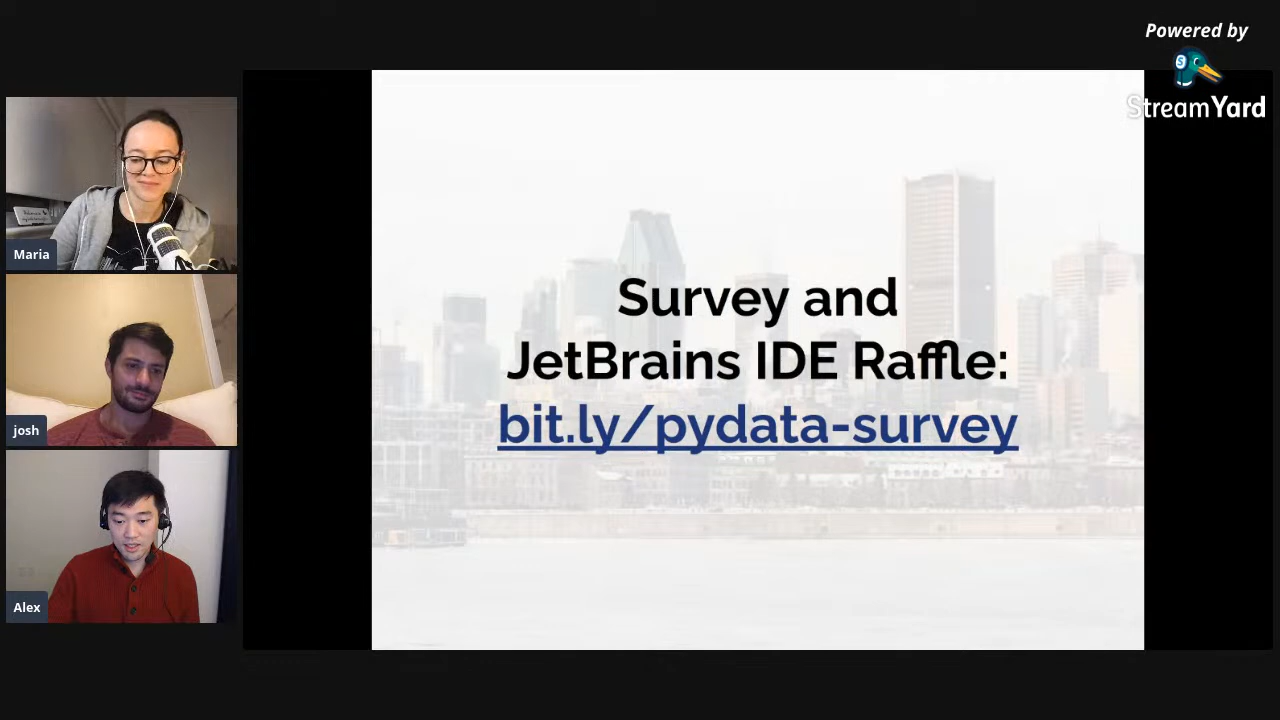 Powered by
StreamYard
Maria
josh
Alex
Survey and
JetBrains IDE Raffle:
bit.ly/pydata-survey